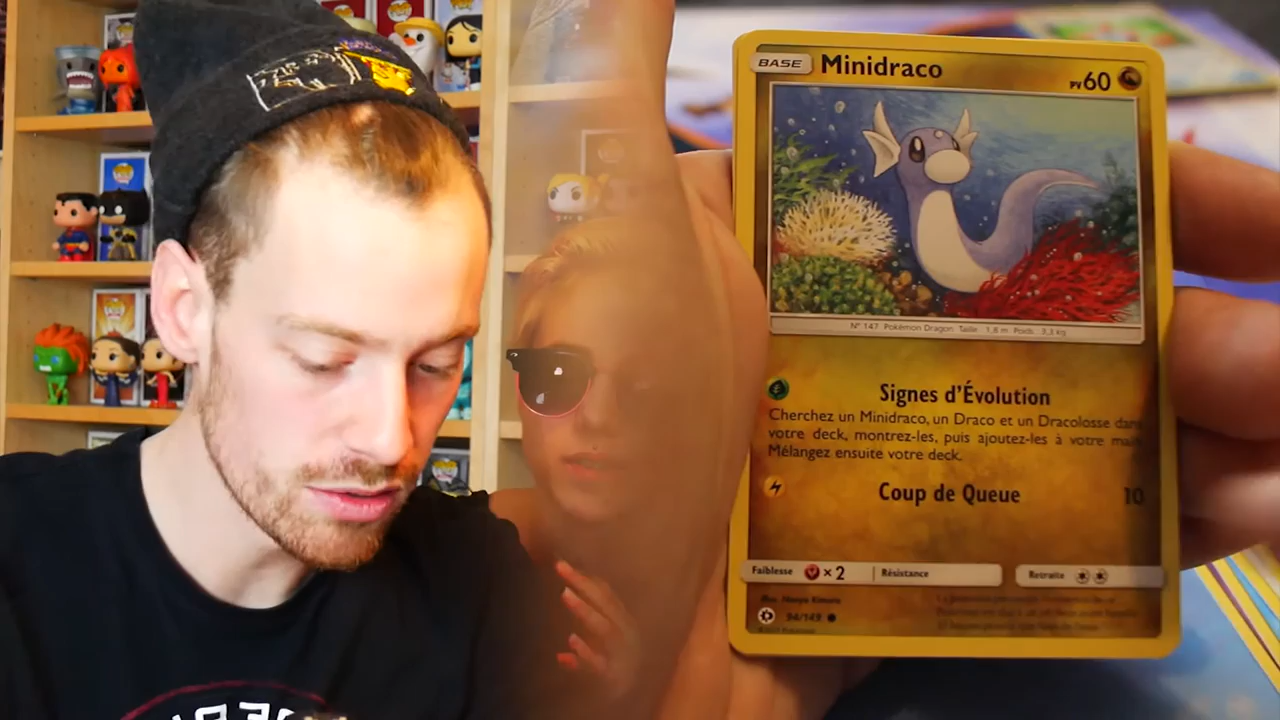 BASE Minidraco PV60
N° 147 Pokémon Dragon Taille 1,8 m Poids 3,3 kg
Signes d'Évolution
Cherchez un Minidraco, un Draco et un Dracolosse dans
votre deck, montrez-les, puis ajoutez-les à votre main
Mélangez ensuite votre deck.
Coup de Queue 10
Faiblesse ×2 Résistance Retraite
94/149